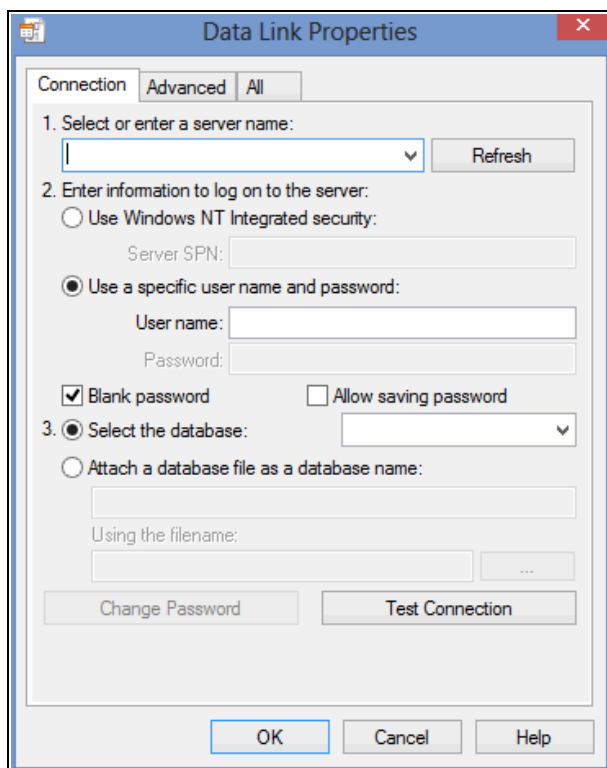 Data Link Properties
Connection Advanced All
1. Select or enter a server name:
Refresh
2. Enter information to log on to the server:
Use Windows NT Integrated security:
Server SPN:
Use a specific user name and password:
User name:
Password:
Blank password Allow saving password
3. Select the database:
Attach a database file as a database name:
Using the filename:
...
Change Password Test Connection
OK Cancel Help